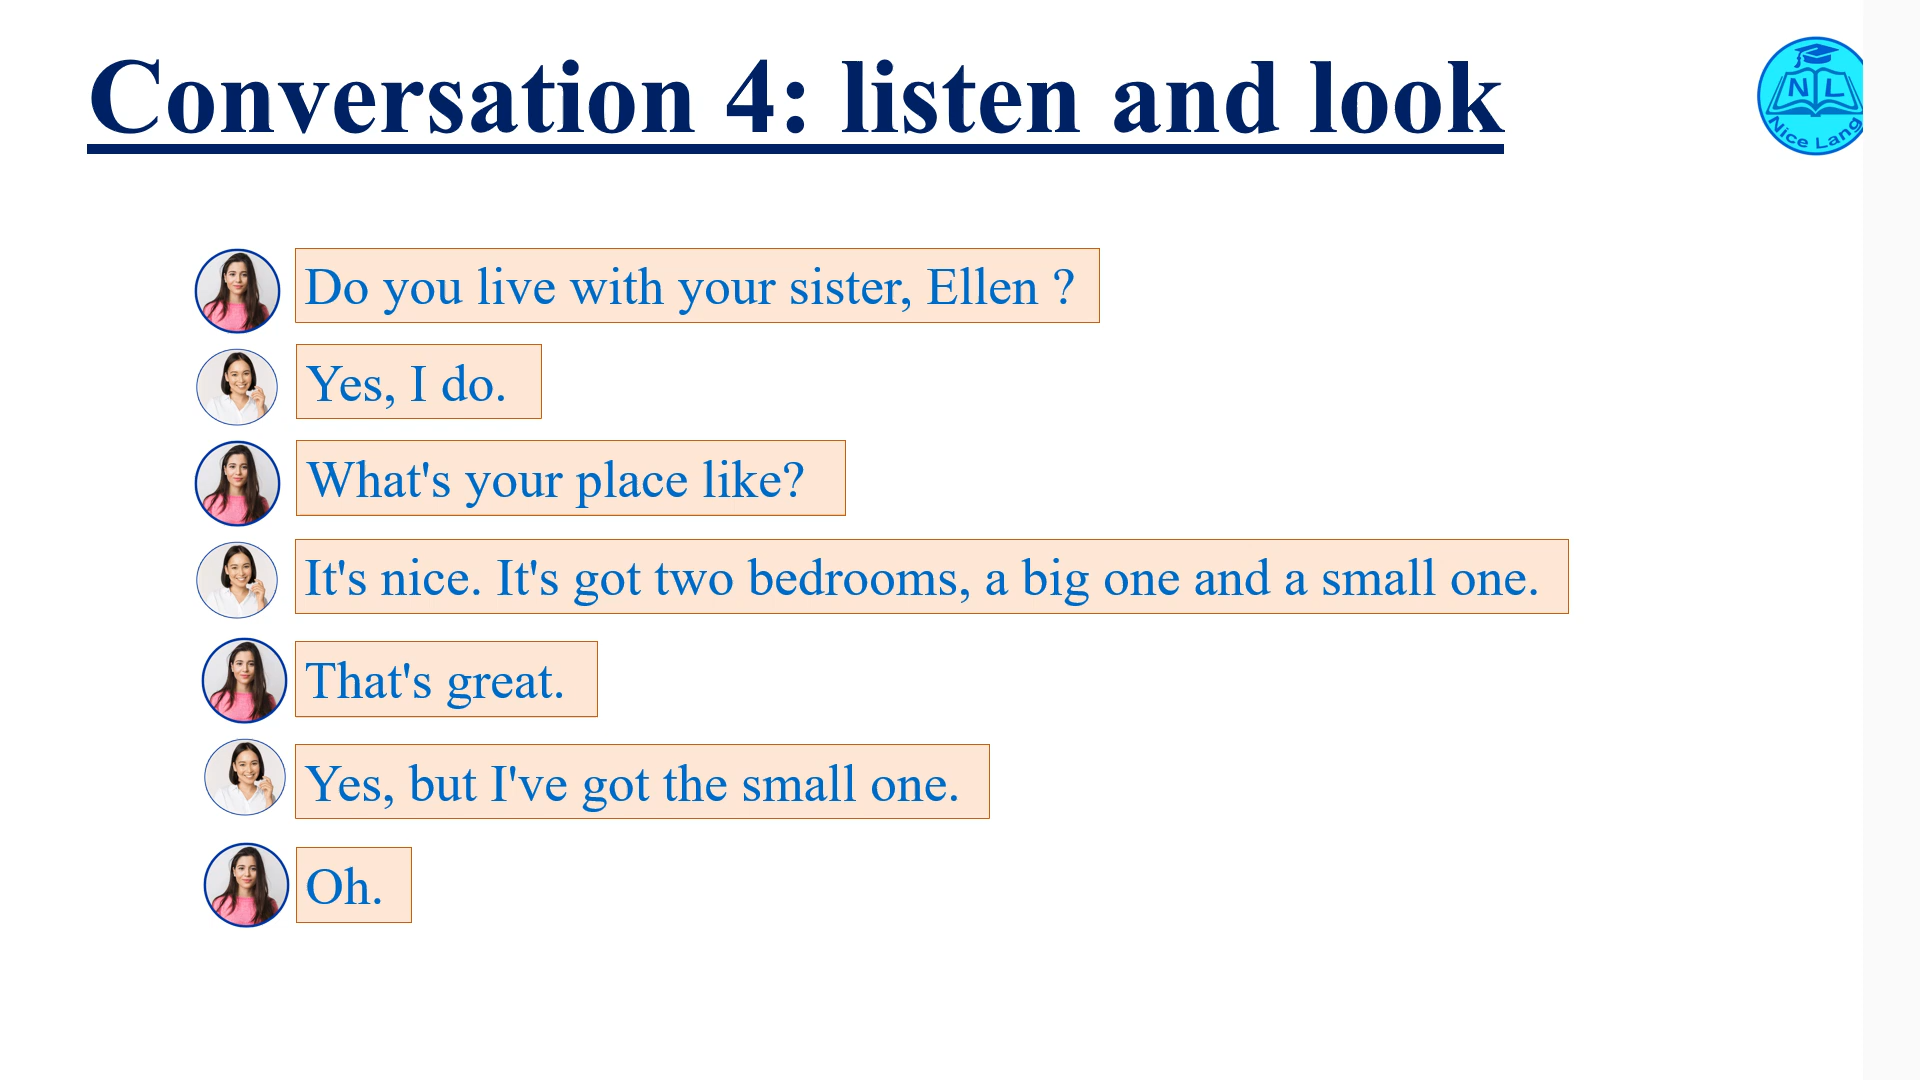 Conversation 4: listen and look
N L
Nice Lang
Do you live with your sister, Ellen ?
Yes, I do.
What's your place like?
It's nice. It's got two bedrooms, a big one and a small one.
That's great.
Yes, but I've got the small one.
Oh.